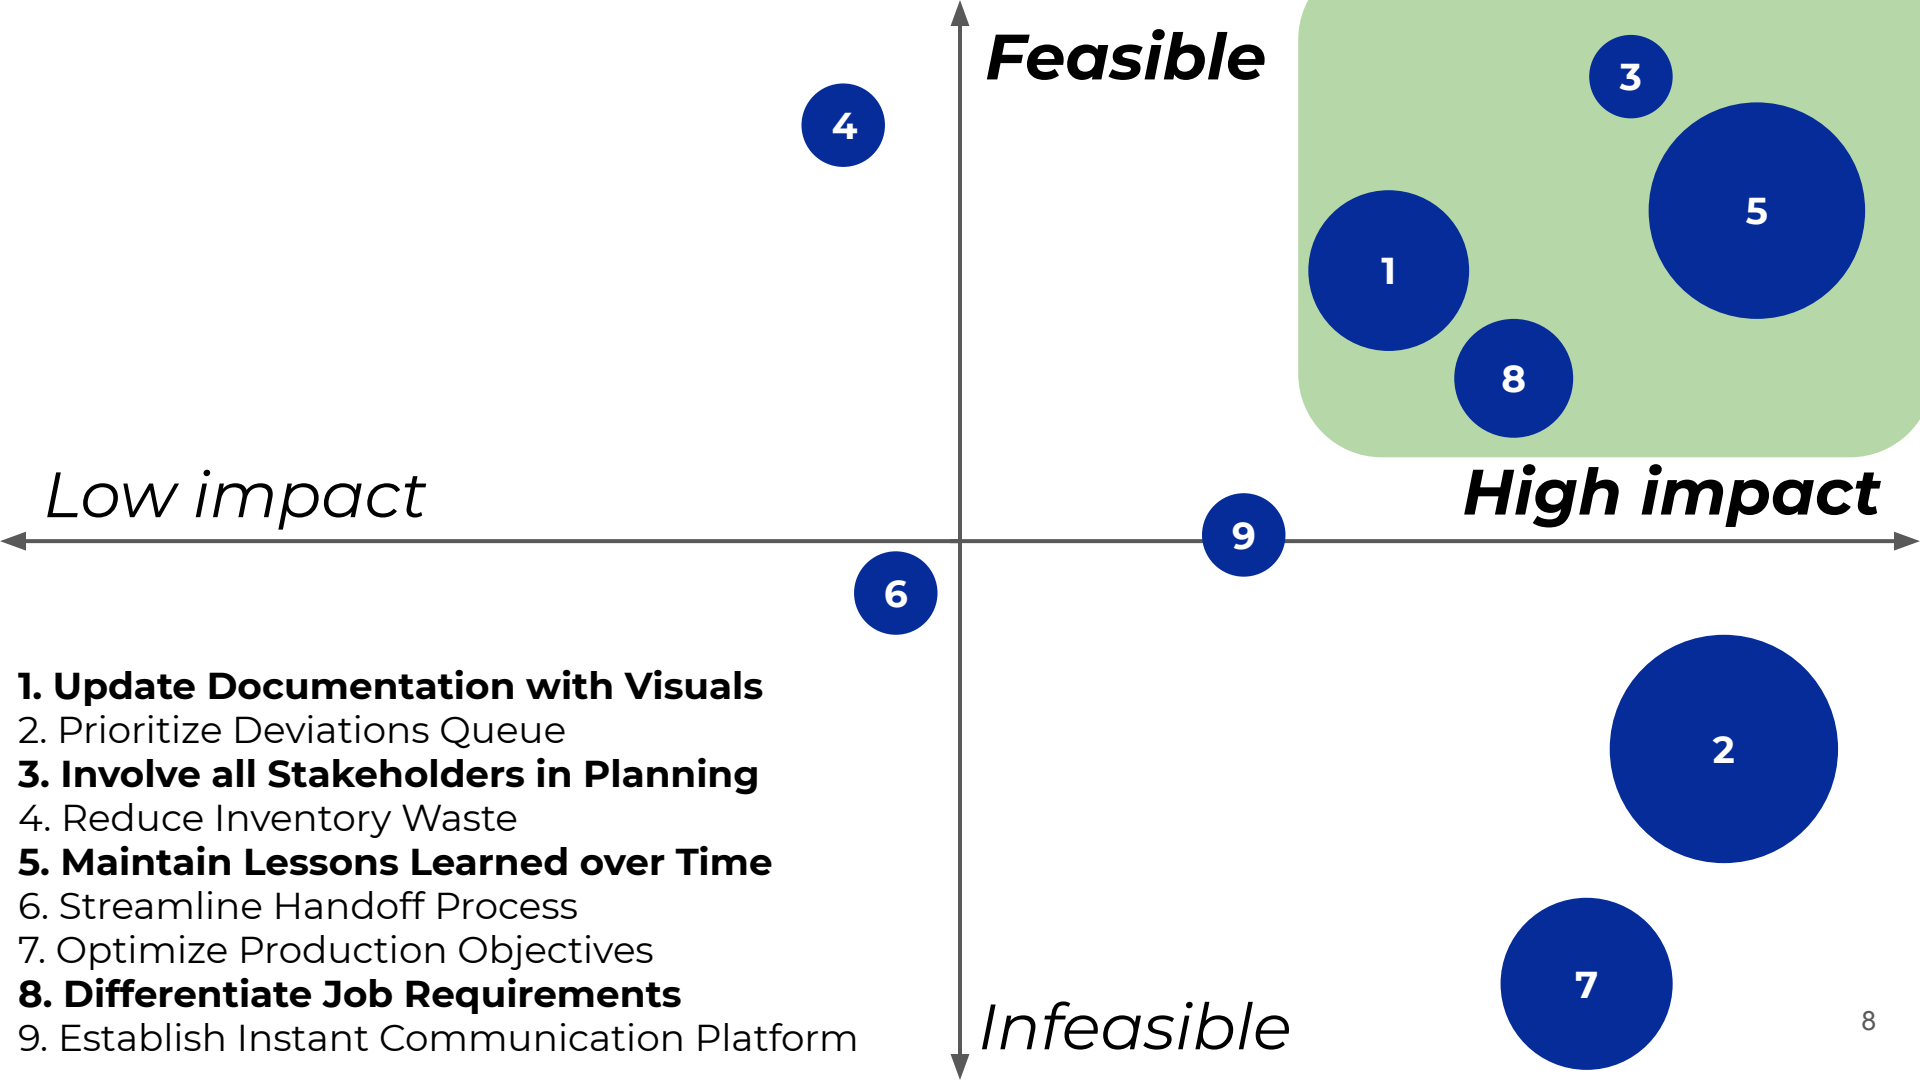 Feasible
3
4
5
1
8
Low impact
High impact
9
6
1. Update Documentation with Visuals
2. Prioritize Deviations Queue
3. Involve all Stakeholders in Planning
4. Reduce Inventory Waste
5. Maintain Lessons Learned over Time
6. Streamline Handoff Process
7. Optimize Production Objectives
8. Differentiate Job Requirements
9. Establish Instant Communication Platform
2
7
Infeasible
8